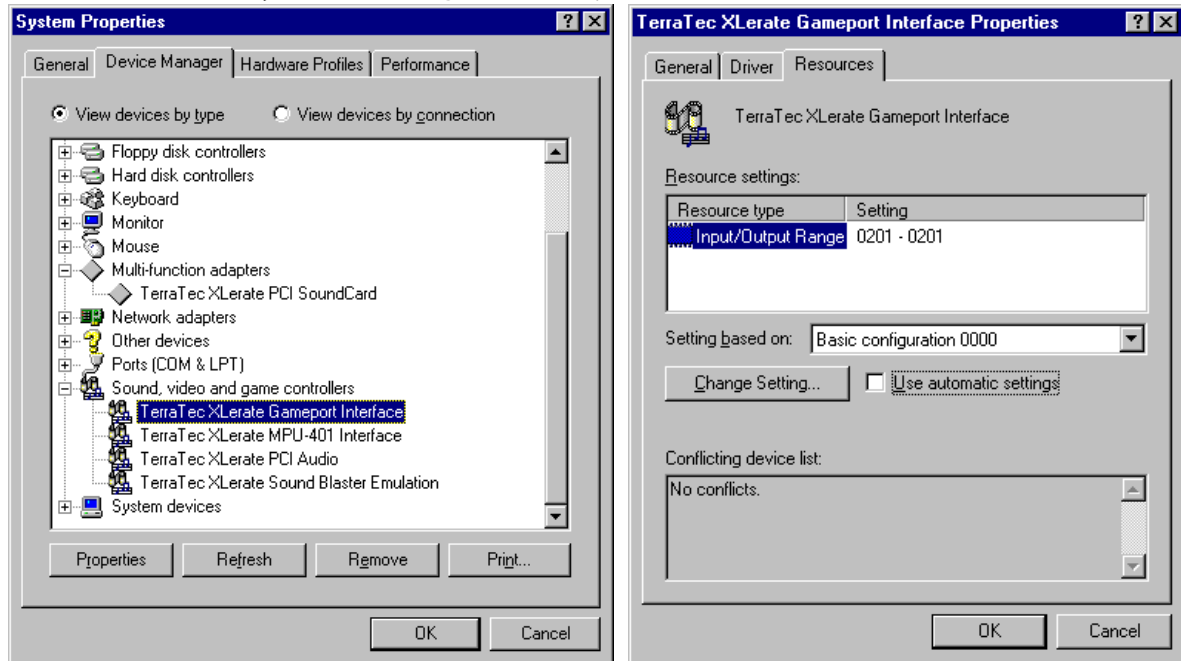 System Properties
General Device Manager Hardware Profiles Performance
View devices by type View devices by connection
Floppy disk controllers
Hard disk controllers
Keyboard
Monitor
Mouse
Multi-function adapters
TerraTec XLerate PCI SoundCard
Network adapters
Other devices
Ports (COM & LPT)
Sound, video and game controllers
TerraTec XLerate Gameport Interface
TerraTec XLerate MPU-401 Interface
TerraTec XLerate PCI Audio
TerraTec XLerate Sound Blaster Emulation
System devices
Properties Refresh Remove Print...
OK Cancel
TerraTec XLerate Gameport Interface Properties
General Driver Resources
TerraTec XLerate Gameport Interface
Resource settings:
Resource type Setting
Input/Output Range 0201 - 0201
Setting based on: Basic configuration 0000
Change Setting... Use automatic settings
Conflicting device list:
No conflicts.
OK Cancel